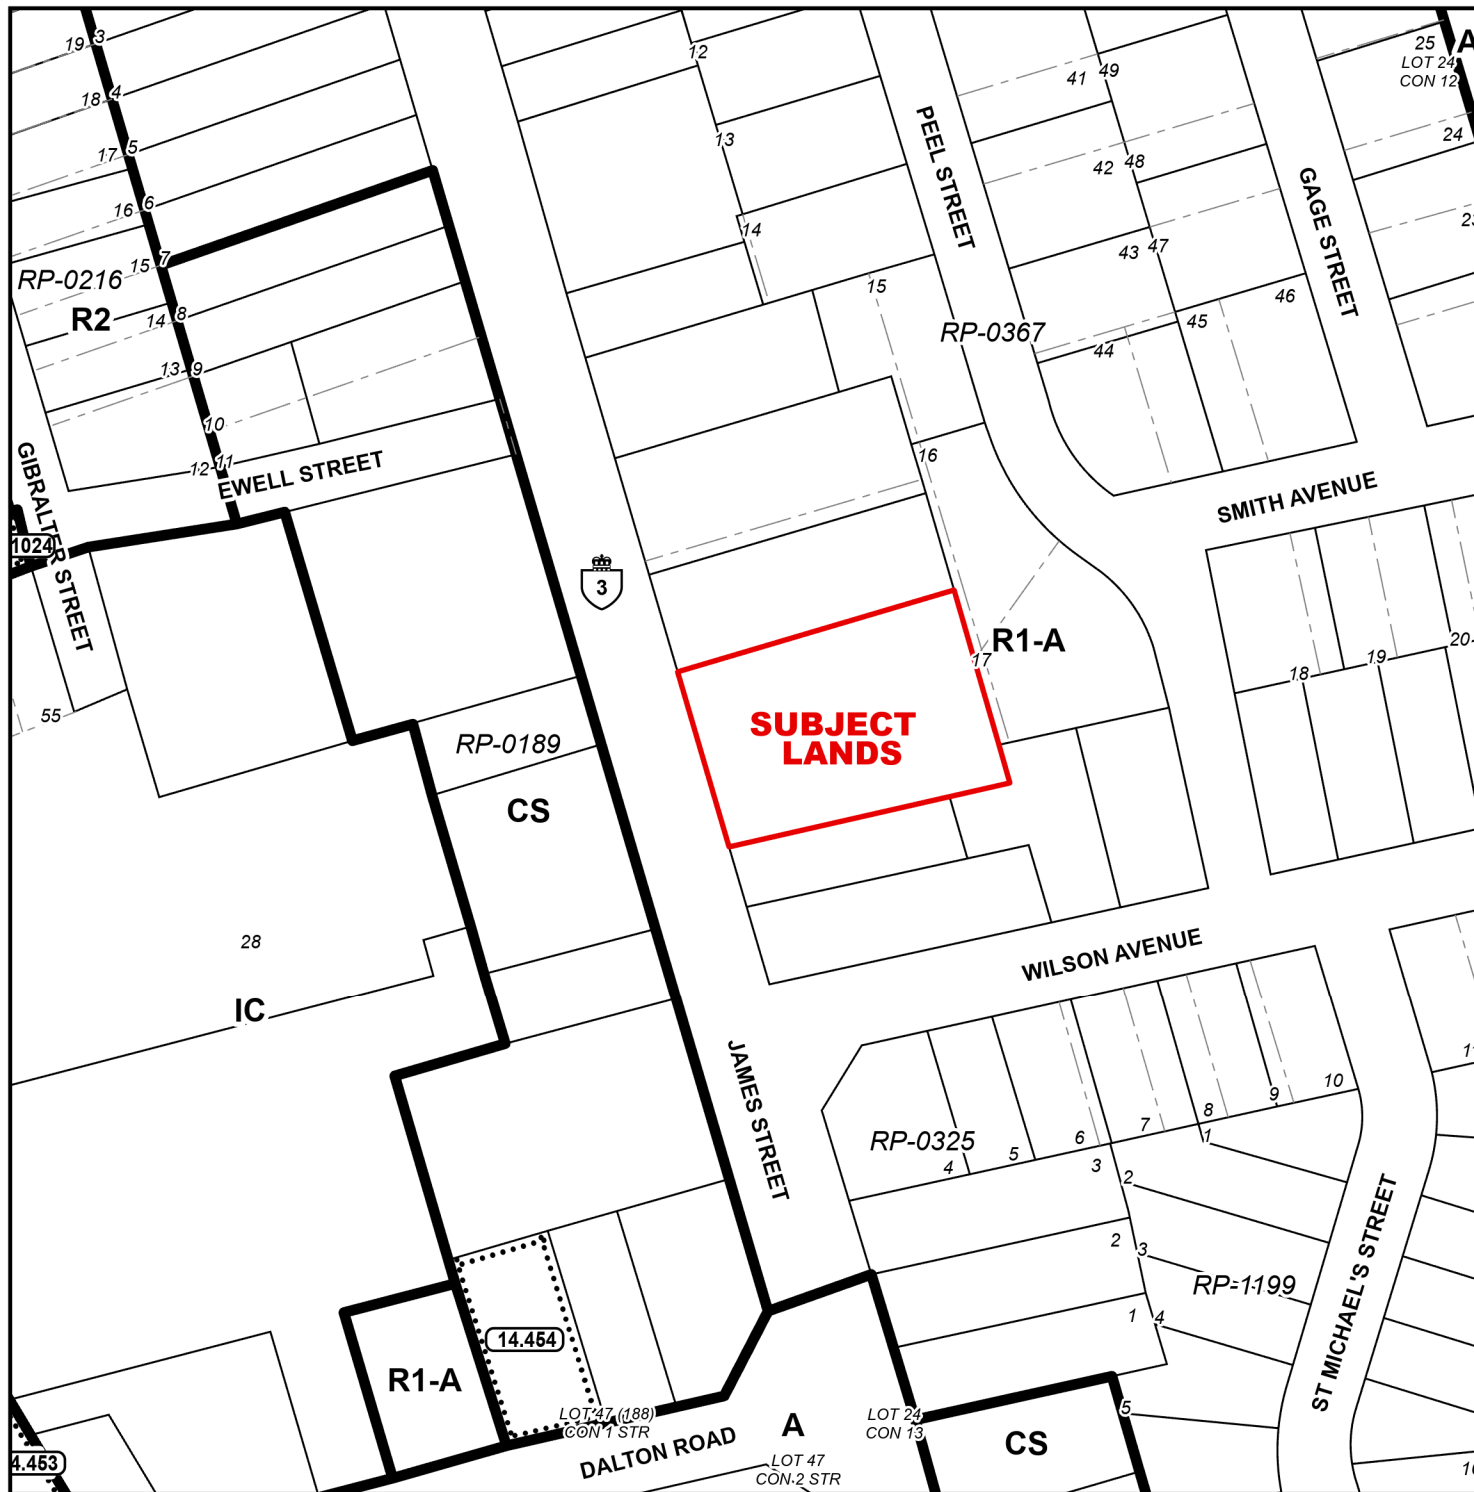 19 3
18 4
17 5
16 6
15 7
14 8
13 9
10
12 11
RP-0216
R2
EWELL STREET
GIBRALTER STREET
1024
55
12
13
14
15
16
17
3
PEEL STREET
RP-0367
41 49
42 48
43 47
46
45
44
GAGE STREET
25
LOT 24
CON 12
A
24
SMITH AVENUE
R1-A
18
19
20
SUBJECT
LANDS
RP-0189
CS
28
IC
WILSON AVENUE
JAMES STREET
RP-0325
4
5
6
7
8
9
10
1
3
2
2
3
1
4
5
RP-1199
ST MICHAEL'S STREET
14.454
R1-A
LOT 47 (188)
CON 1 STR
DALTON ROAD
A
LOT 47
CON 2 STR
LOT 24
CON 13
CS
4.453